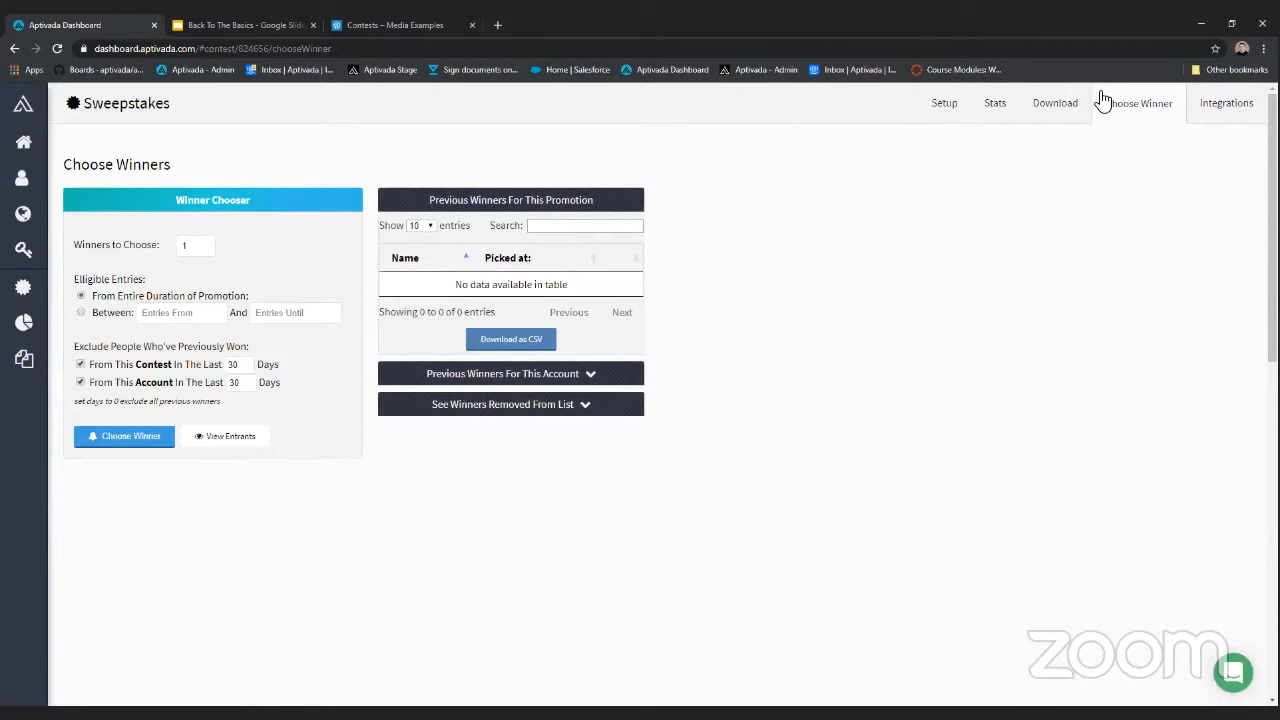 Aptivada Dashboard
Back To The Basics - Google Slid
Contests – Media Examples
dashboard.aptivada.com/#contest/824656/chooseWinner
Apps
Boards - aptivada/a...
Aptivada - Admin
Inbox | Aptivada | I...
Aptivada Stage
Sign documents on...
Home | Salesforce
Aptivada Dashboard
Aptivada - Admin
Inbox | Aptivada | I...
Course Modules: W...
Other bookmarks
Sweepstakes
Setup
Stats
Download
Choose Winner
Integrations
Choose Winners
Winner Chooser
Winners to Choose: 1
Elligible Entries:
From Entire Duration of Promotion:
Between: Entries From And Entries Until
Exclude People Who've Previously Won:
From This Contest In The Last 30 Days
From This Account In The Last 30 Days
set days to 0 exclude all previous winners
Choose Winner
View Entrants
Previous Winners For This Promotion
Show 10 entries Search:
Name Picked at:
No data available in table
Showing 0 to 0 of 0 entries Previous Next
Download as CSV
Previous Winners For This Account
See Winners Removed From List
zoom